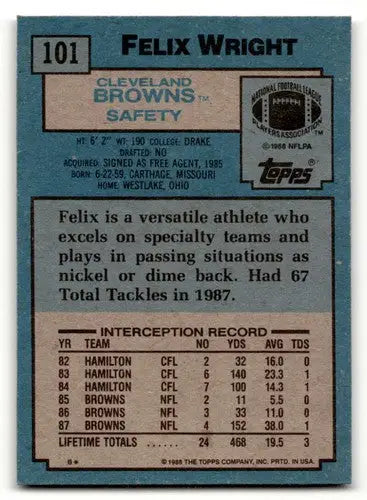 101
FELIX WRIGHT
CLEVELAND
BROWNS™
SAFETY
NATIONAL FOOTBALL LEAGUE
PLAYERS ASSOCIATION
©1988 NFLPA
TOPPS®
HT: 6' 2" WT: 190 COLLEGE: DRAKE
DRAFTED: NO
ACQUIRED: SIGNED AS FREE AGENT, 1985
BORN: 6-22-59, CARTHAGE, MISSOURI
HOME: WESTLAKE, OHIO
Felix is a versatile athlete who
excels on specialty teams and
plays in passing situations as
nickel or dime back. Had 67
Total Tackles in 1987.
INTERCEPTION RECORD
YR TEAM NO YDS AVG TDS
82 HAMILTON CFL 2 32 16.0 0
83 HAMILTON CFL 6 140 23.3 1
84 HAMILTON CFL 7 100 14.3 1
85 BROWNS NFL 2 11 5.5 0
86 BROWNS NFL 3 33 11.0 0
87 BROWNS NFL 4 152 38.0 1
LIFETIME TOTALS ...... 24 468 19.5 3
©1988 THE TOPPS COMPANY, INC. PRTD. IN U.S.A.